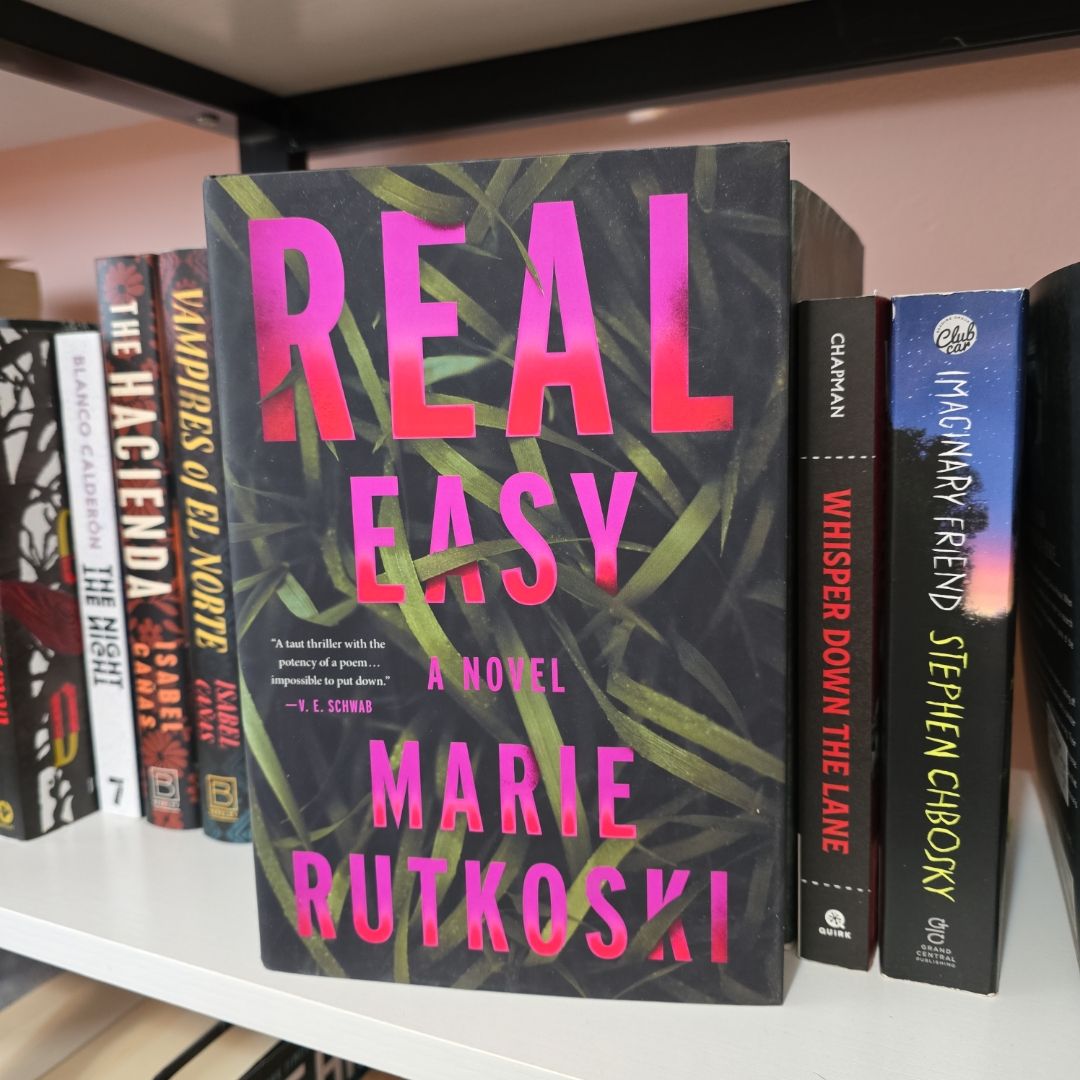 REAL
EASY
"A taut thriller with the
potency of a poem…
impossible to put down."
—V. E. SCHWAB
A NOVEL
MARIE
RUTKOSKI
BLANCO CALDERÓN
THE NIGHT
THE HACIENDA
ISABEL
CAÑAS
B
VAMPIRES of EL NORTE
ISABEL
CAÑAS
B
CHAPMAN
WHISPER DOWN THE LANE
QUIRK
Club
car
IMAGINARY FRIEND
STEPHEN CHBOSKY
GRAND
CENTRAL
PUBLISHING